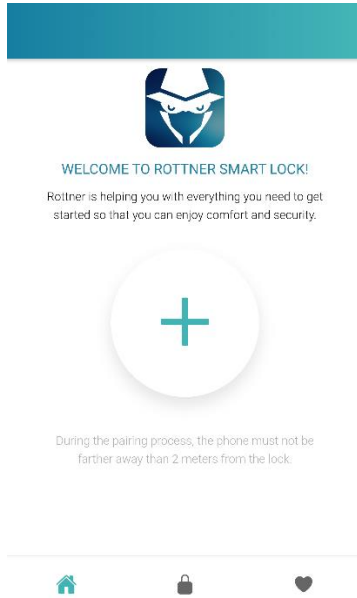 WELCOME TO ROTTNER SMART LOCK!
Rottner is helping you with everything you need to get
started so that you can enjoy comfort and security.
During the pairing process, the phone must not be
farther away than 2 meters from the lock.